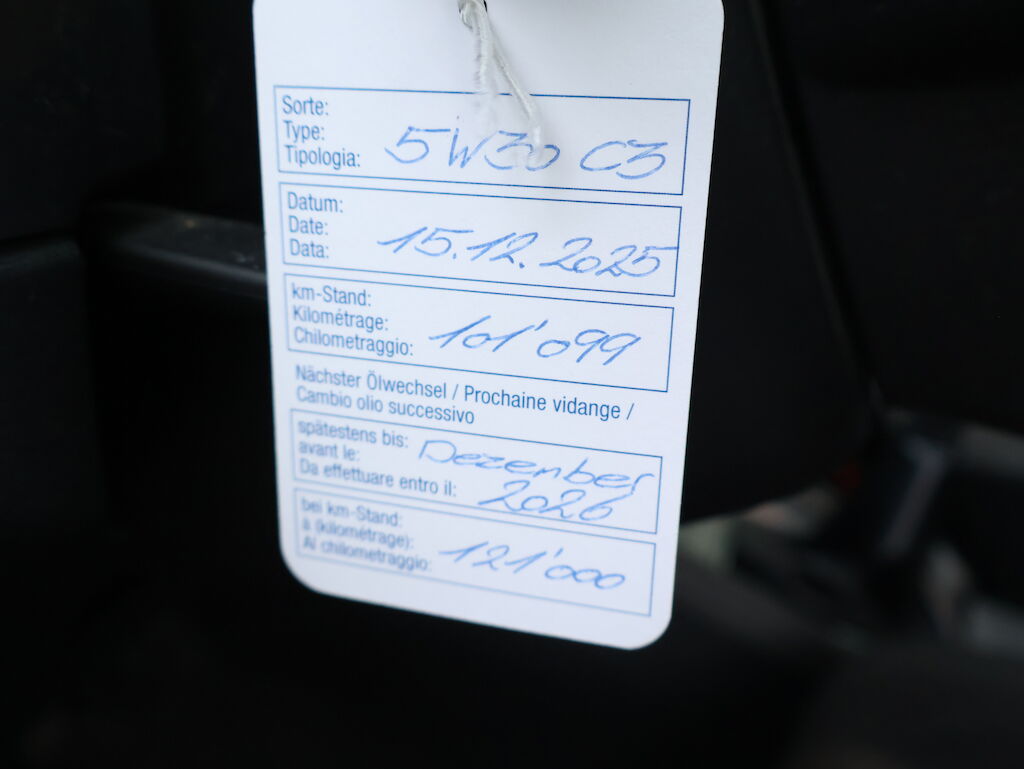 Sorte:
Type:
Tipologia:
5W30 C3
Datum:
Date:
Data:
15.12.2025
km-Stand:
Kilométrage:
Chilometraggio:
101'099
Nächster Ölwechsel / Prochaine vidange /
Cambio olio successivo
spätestens bis:
avant le:
Da effettuare entro il:
Dezember
2026
bei km-Stand:
à (kilométrage):
Al chilometraggio:
121'000